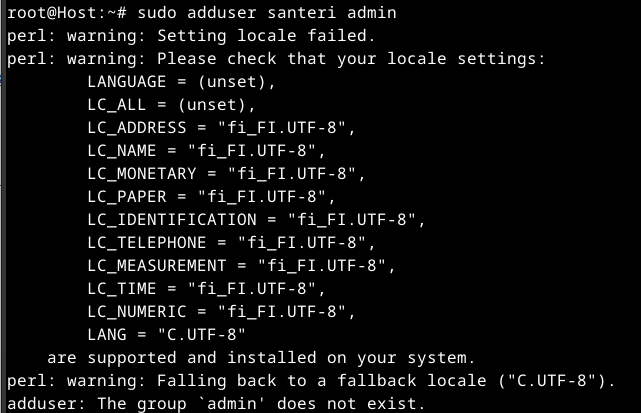 root@Host:~# sudo adduser santeri admin
perl: warning: Setting locale failed.
perl: warning: Please check that your locale settings:
        LANGUAGE = (unset),
        LC_ALL = (unset),
        LC_ADDRESS = "fi_FI.UTF-8",
        LC_NAME = "fi_FI.UTF-8",
        LC_MONETARY = "fi_FI.UTF-8",
        LC_PAPER = "fi_FI.UTF-8",
        LC_IDENTIFICATION = "fi_FI.UTF-8",
        LC_TELEPHONE = "fi_FI.UTF-8",
        LC_MEASUREMENT = "fi_FI.UTF-8",
        LC_TIME = "fi_FI.UTF-8",
        LC_NUMERIC = "fi_FI.UTF-8",
        LANG = "C.UTF-8"
    are supported and installed on your system.
perl: warning: Falling back to a fallback locale ("C.UTF-8").
adduser: The group `admin' does not exist.